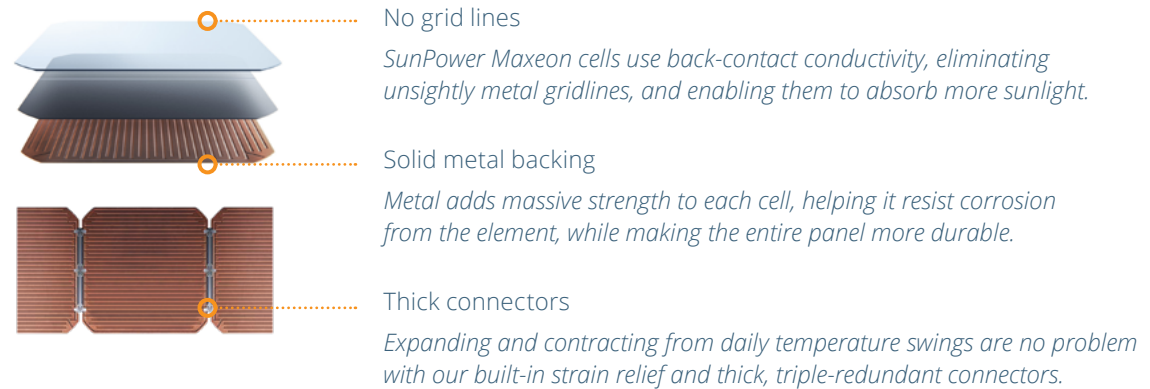 No grid lines
SunPower Maxeon cells use back-contact conductivity, eliminating
unsightly metal gridlines, and enabling them to absorb more sunlight.
Solid metal backing
Metal adds massive strength to each cell, helping it resist corrosion
from the element, while making the entire panel more durable.
Thick connectors
Expanding and contracting from daily temperature swings are no problem
with our built-in strain relief and thick, triple-redundant connectors.